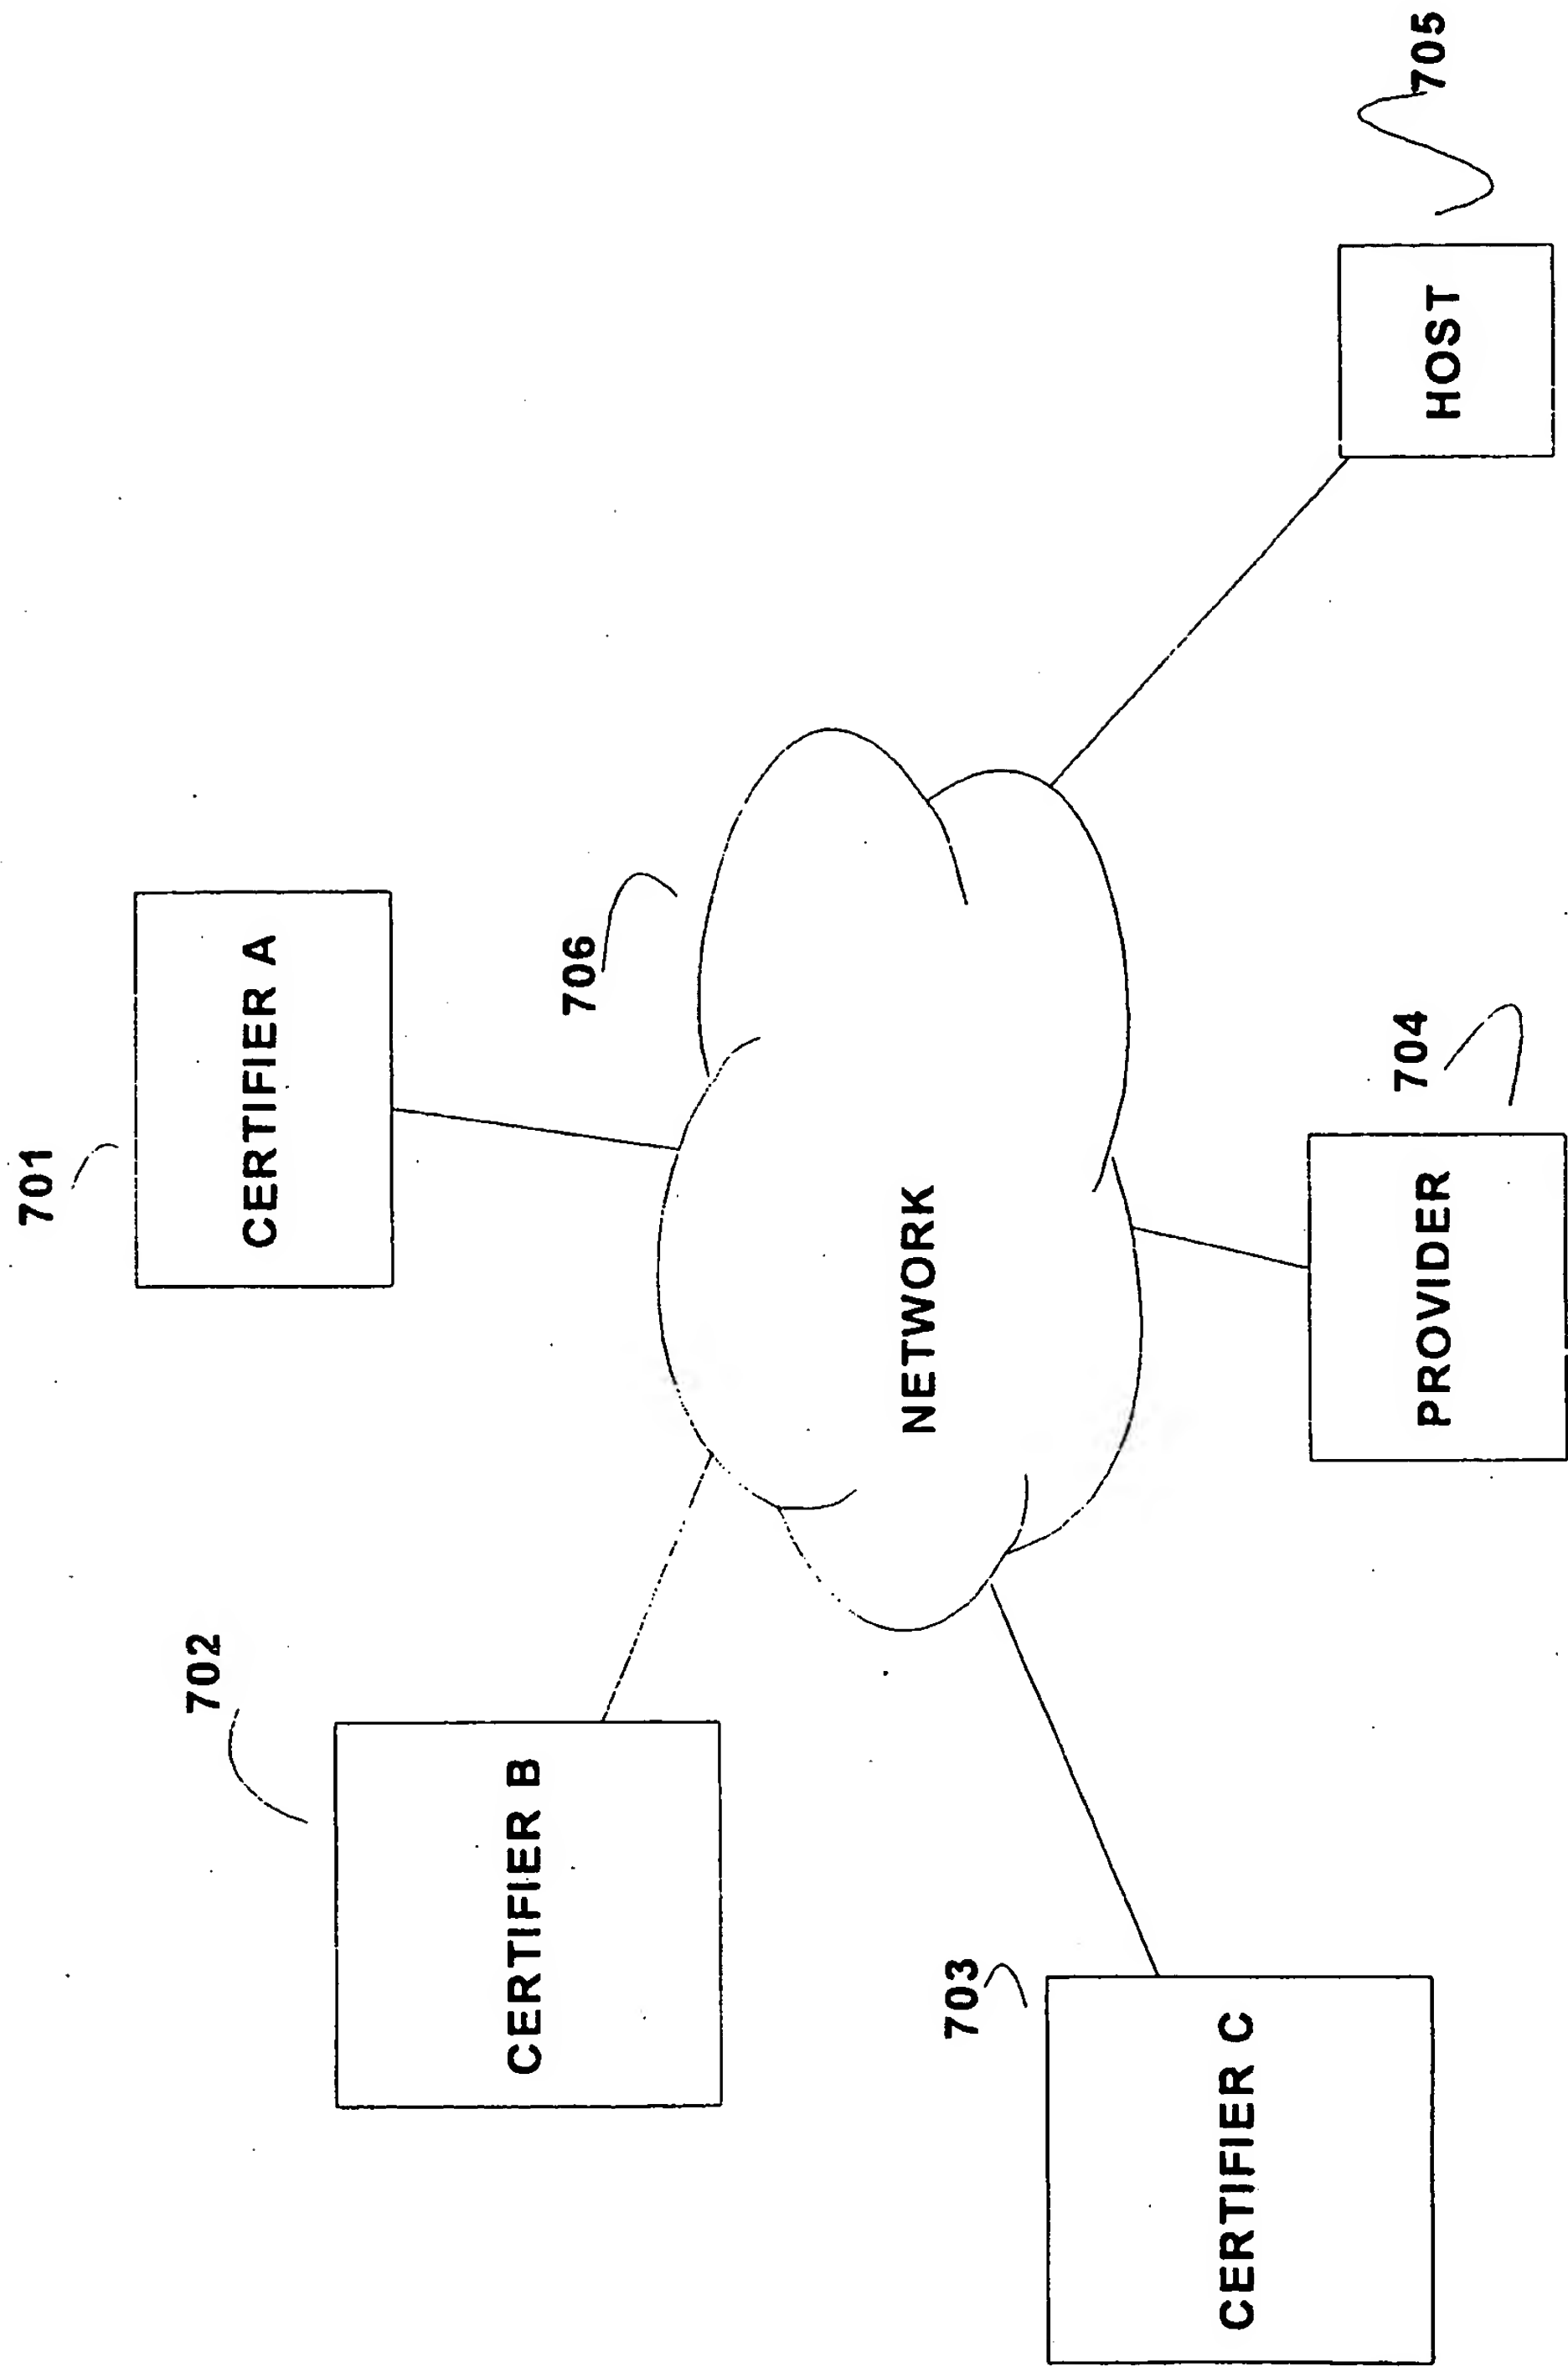 701
CERTIFIER A
702
CERTIFIER B
706
NETWORK
703
CERTIFIER C
704
PROVIDER
705
HOST